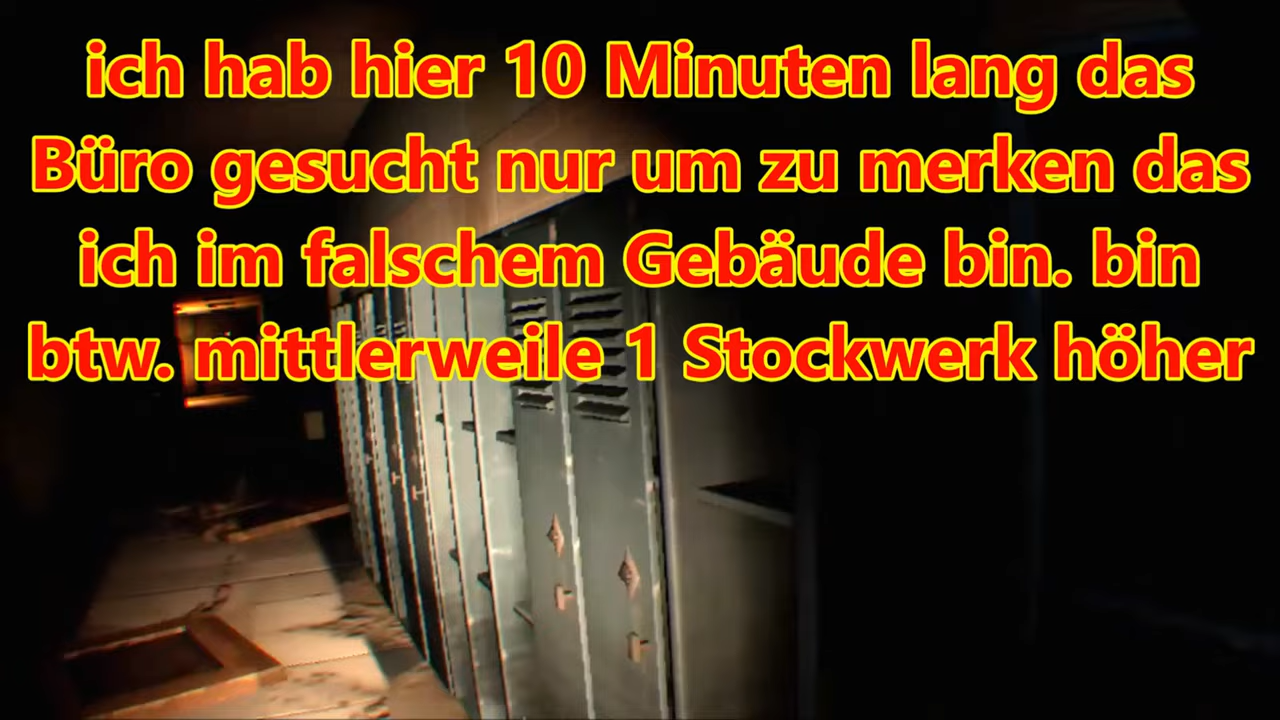 ich hab hier 10 Minuten lang das
Büro gesucht nur um zu merken das
ich im falschem Gebäude bin. bin
btw. mittlerweile 1 Stockwerk höher